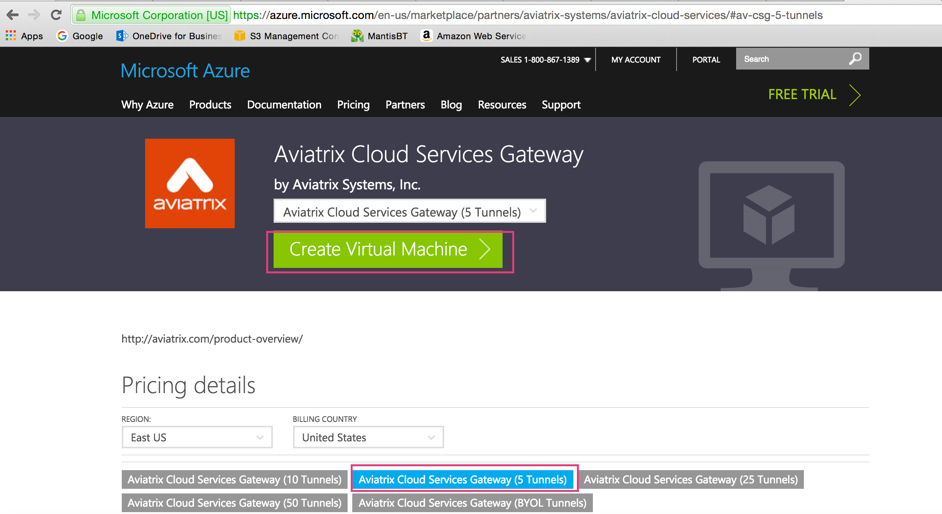 Microsoft Corporation [US] https://azure.microsoft.com/en-us/marketplace/partners/aviatrix-systems/aviatrix-cloud-services/#av-csg-5-tunnels
Apps Google OneDrive for Busine S3 Management Con MantisBT Amazon Web Service
SALES 1-800-867-1389 MY ACCOUNT PORTAL Search
Microsoft Azure
FREE TRIAL
Why Azure Products Documentation Pricing Partners Blog Resources Support
Aviatrix Cloud Services Gateway
by Aviatrix Systems, Inc.
aviatrix
Aviatrix Cloud Services Gateway (5 Tunnels)
Create Virtual Machine
http://aviatrix.com/product-overview/
Pricing details
REGION: BILLING COUNTRY
East US United States
Aviatrix Cloud Services Gateway (10 Tunnels) Aviatrix Cloud Services Gateway (5 Tunnels) Aviatrix Cloud Services Gateway (25 Tunnels)
Aviatrix Cloud Services Gateway (50 Tunnels) Aviatrix Cloud Services Gateway (BYOL Tunnels)